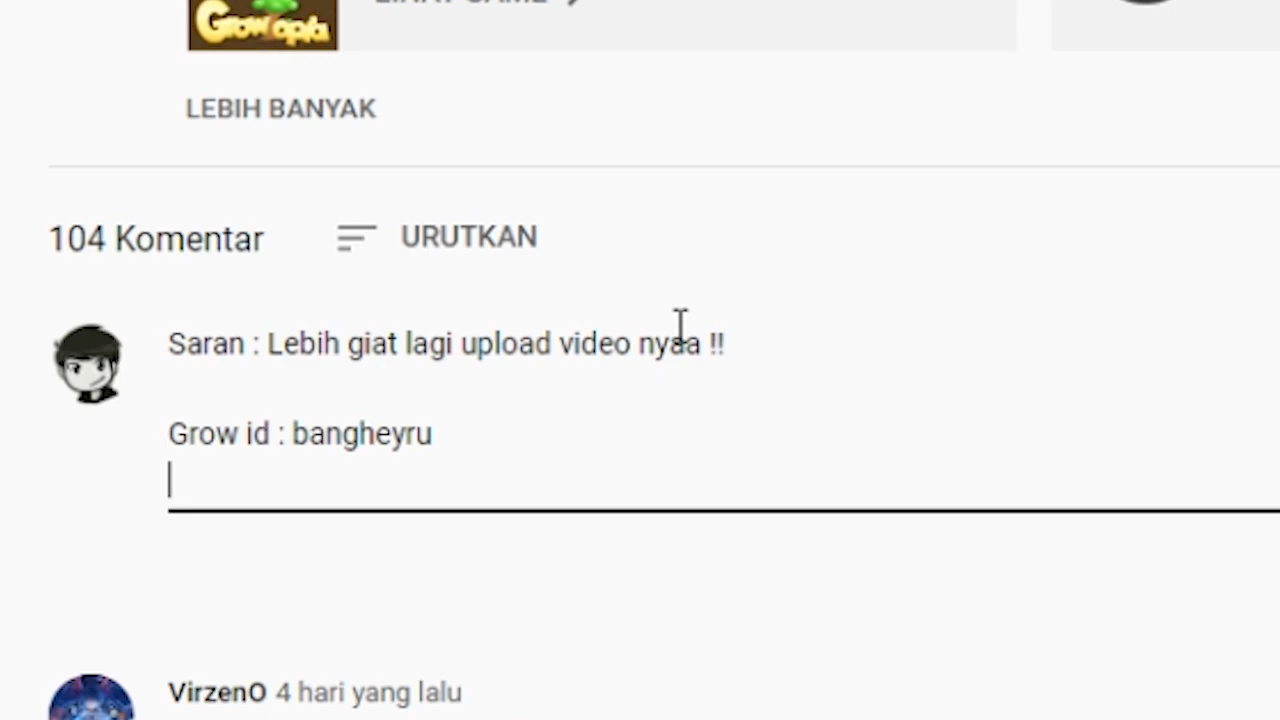 Growtopia
LEBIH BANYAK
104 Komentar
URUTKAN
Saran : Lebih giat lagi upload video nyaa !!
Grow id : bangheyru
VirzenO 4 hari yang lalu